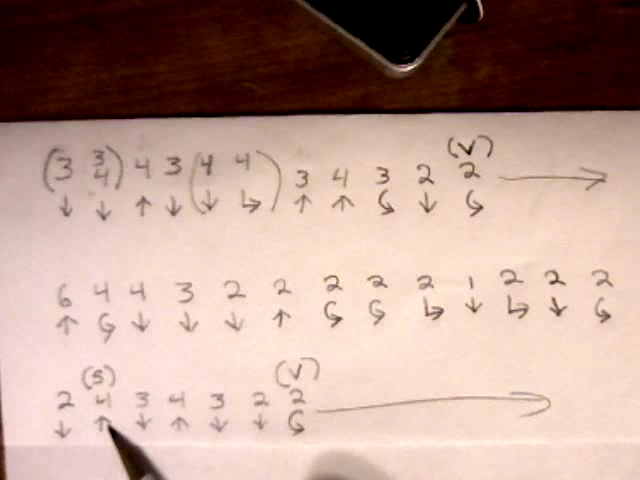 (3 3/4) 4 3 (4 4) 3 4 3 2 (V) 2 →
↓ ↓ ↑ ↓ ↓ ↳ ↑ ↑ ↳ ↓ ↳
6 4 4 3 2 2 2 2 2 1 2 2 2
↑ ↳ ↓ ↓ ↓ ↑ ↳ ↳ ↳ ↓ ↳ ↓ ↳
(5) (V)
2 4 3 4 3 2 2 →
↓ ↑ ↓ ↑ ↓ ↓ ↳